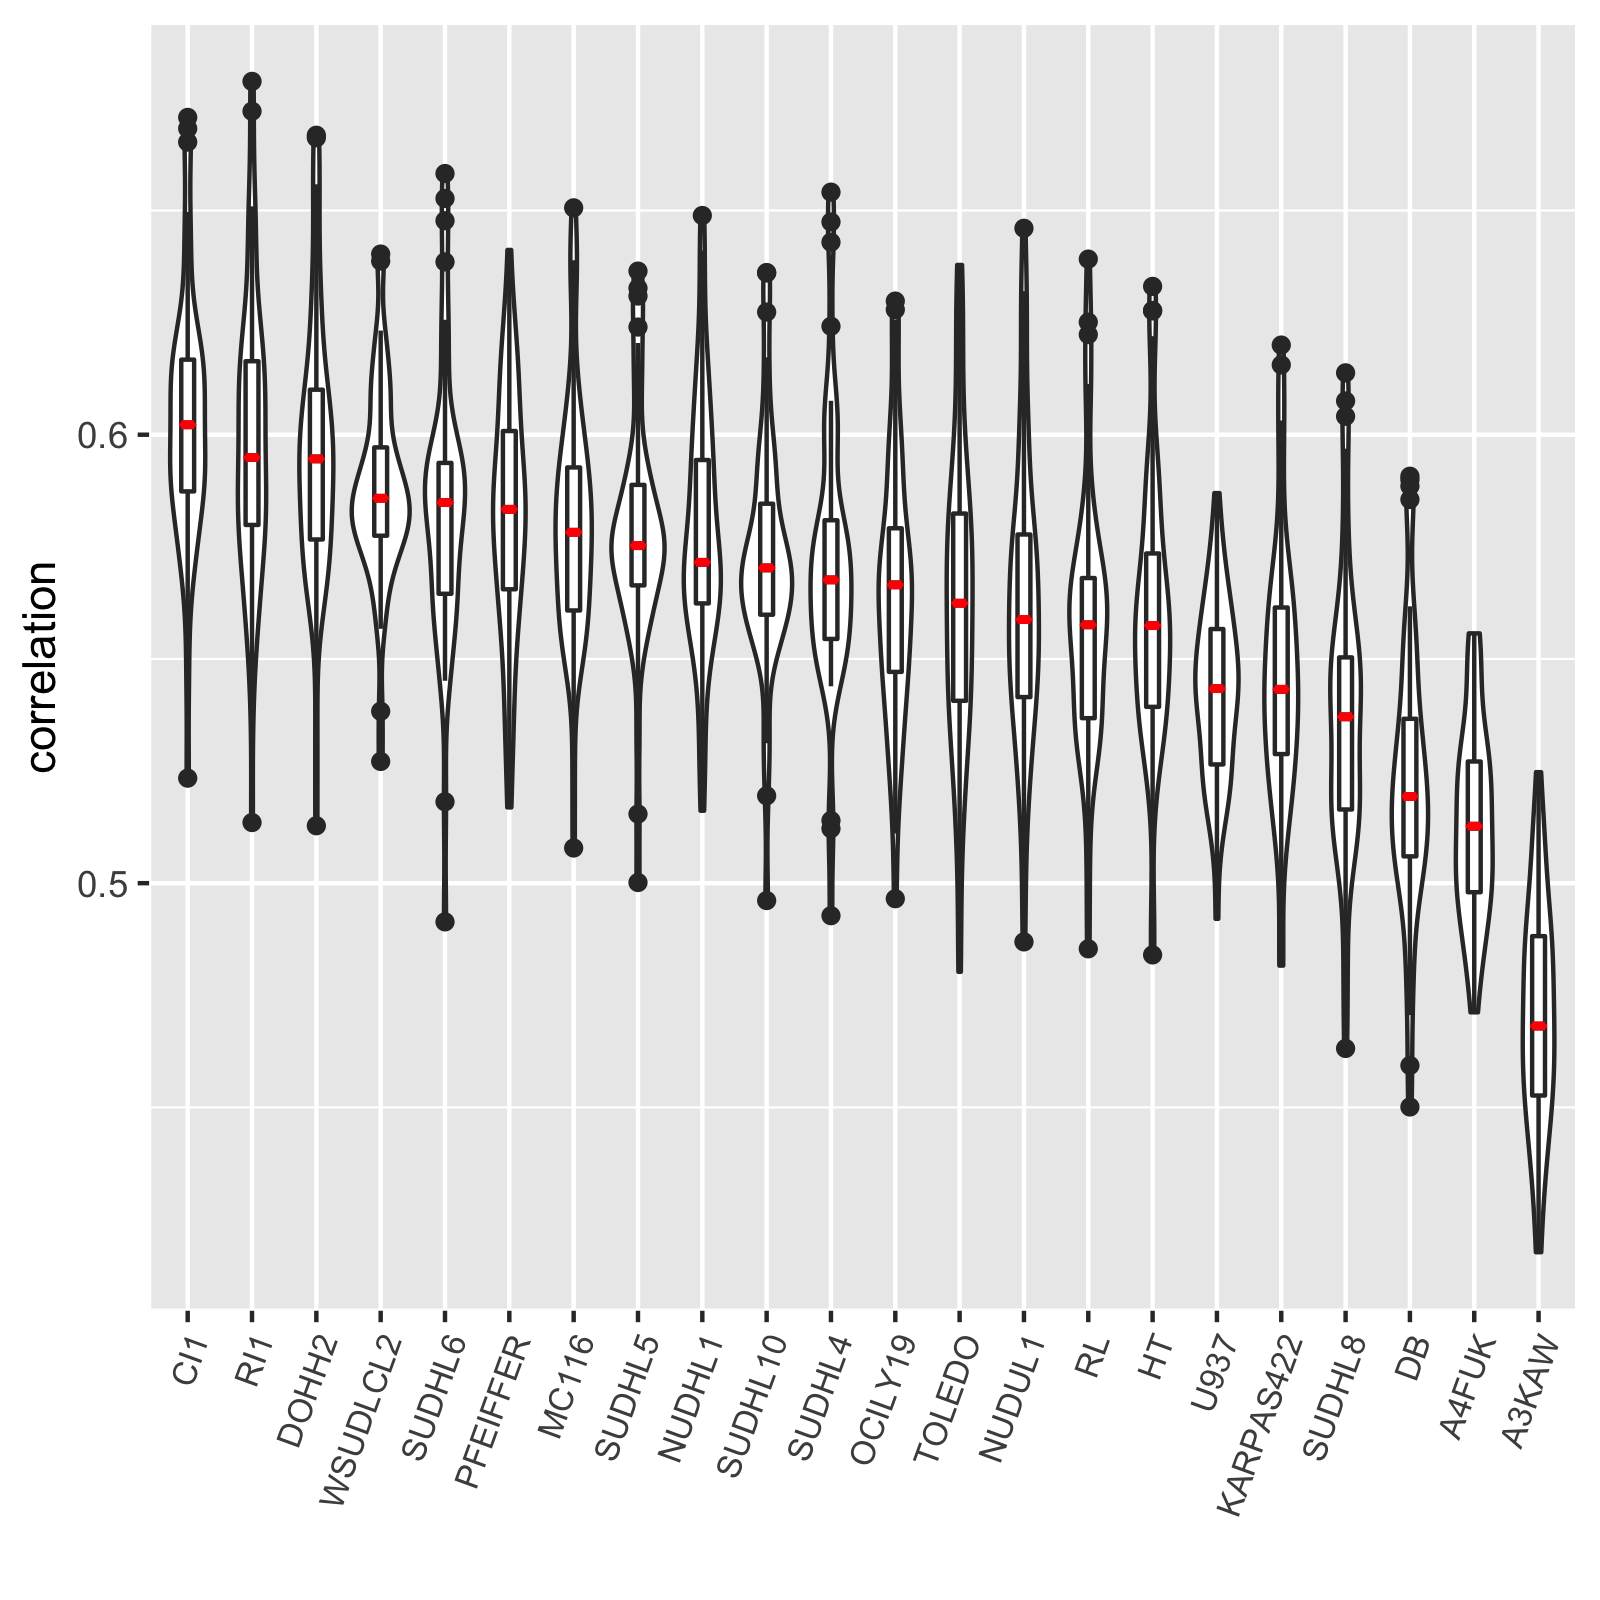 correlation
0.6
0.5
CI1
RI1
DOHH2
WSUDLCL2
SUDHL6
PFEIFFER
MC116
SUDHL5
NUDHL1
SUDHL10
SUDHL4
OCILY19
TOLEDO
NUDUL1
RL
HT
U937
KARPAS422
SUDHL8
DB
A4FUK
A3KAW